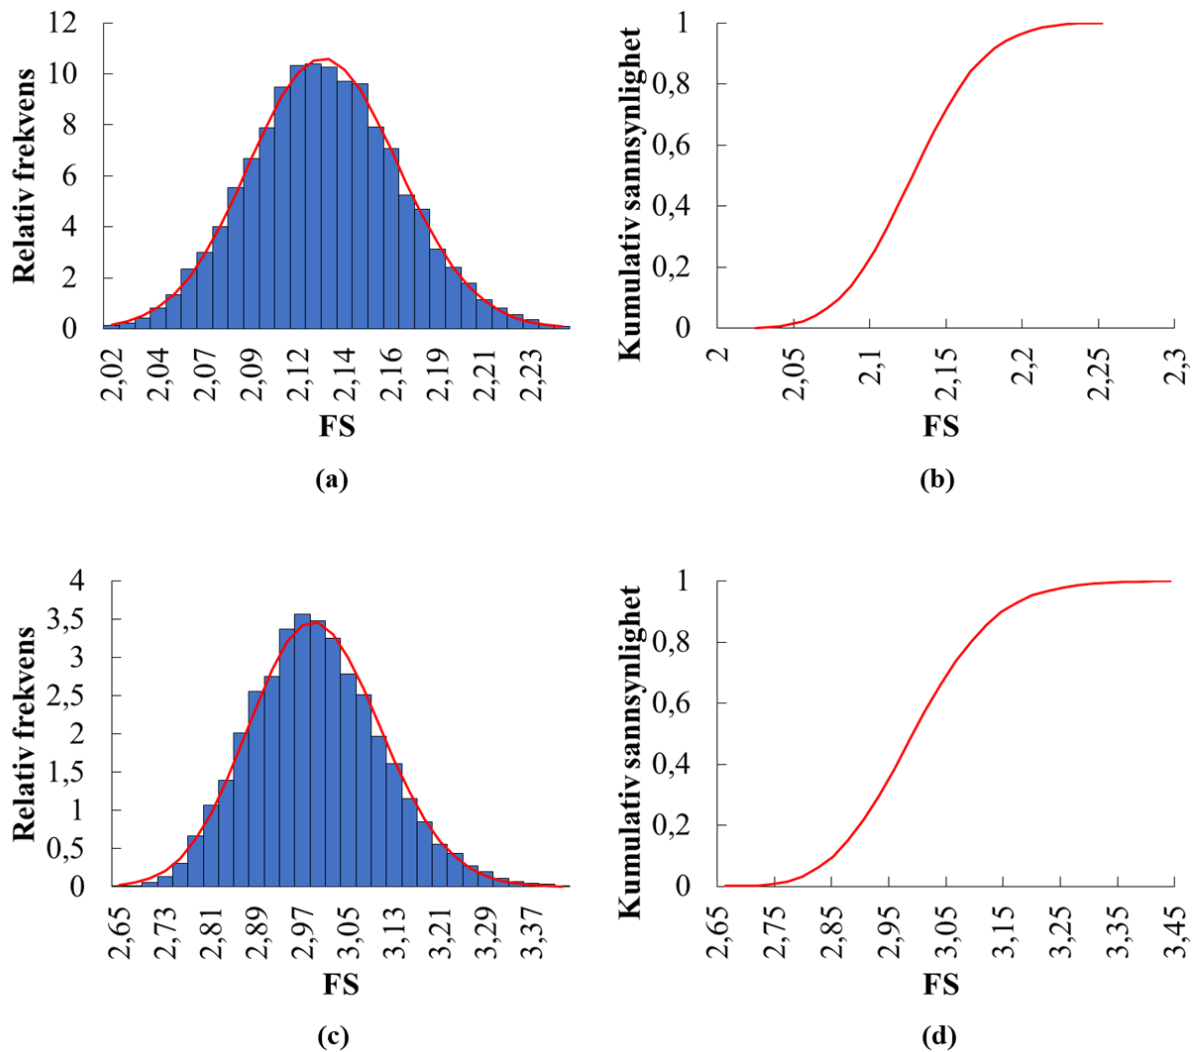 Relativ frekvens
12
10
8
6
4
2
0
2,02 2,04 2,07 2,09 2,12 2,14 2,16 2,19 2,21 2,23
FS
(a)
Kumulativ sannsynlighet
1
0,8
0,6
0,4
0,2
0
2 2,05 2,1 2,15 2,2 2,25 2,3
FS
(b)
Relativ frekvens
4
3,5
3
2,5
2
1,5
1
0,5
0
2,65 2,73 2,81 2,89 2,97 3,05 3,13 3,21 3,29 3,37
FS
(c)
Kumulativ sannsynlighet
1
0,8
0,6
0,4
0,2
0
2,65 2,75 2,85 2,95 3,05 3,15 3,25 3,35 3,45
FS
(d)